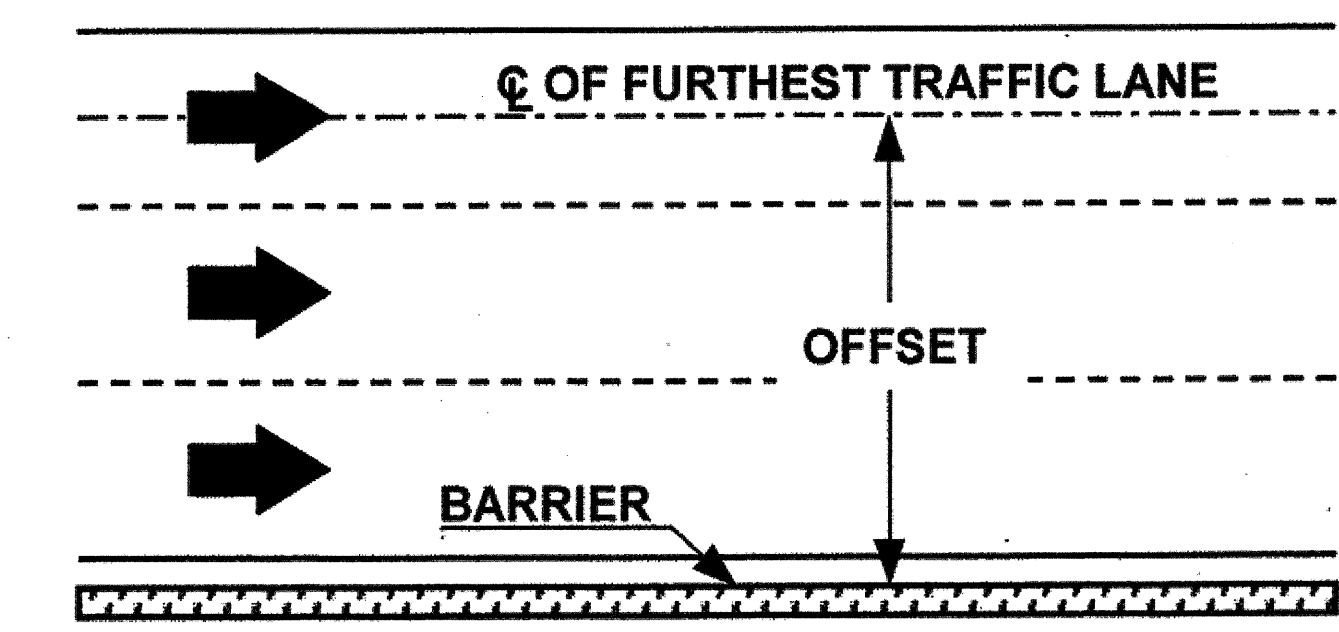 ℄ OF FURTHEST TRAFFIC LANE
OFFSET
BARRIER